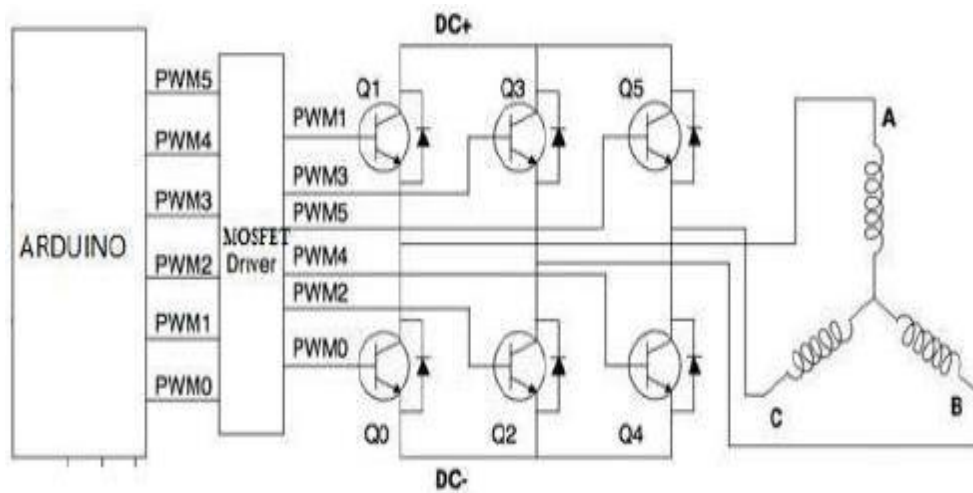 DC+
PWM5
PWM4
PWM3
PWM2
PWM1
PWM0
ARDUINO
MOSFET
Driver
PWM1
PWM3
PWM5
PWM4
PWM2
PWM0
Q1
Q3
Q5
Q0
Q2
Q4
DC-
A
C
B